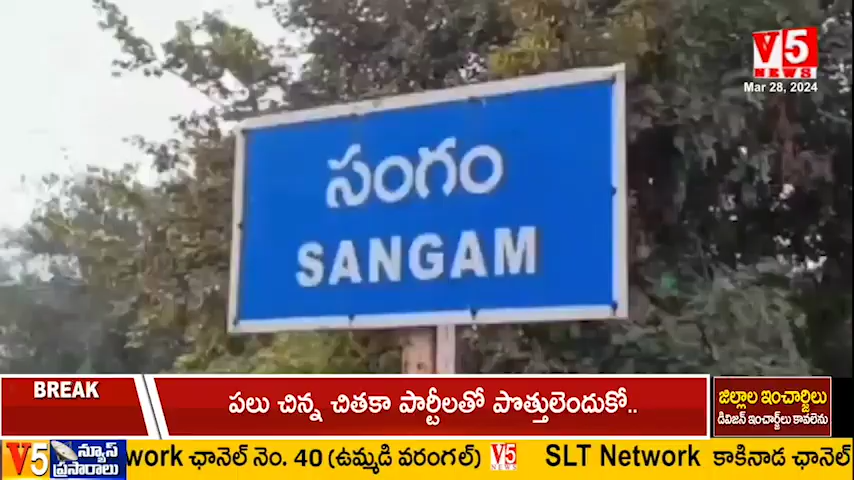 V5
NEWS
Mar 28, 2024
సంగం
SANGAM
BREAK
పలు చిన్న చితకా పార్టీలతో పొత్తులెందుకో..
జిల్లాల ఇంచార్జిలు
డివిజన్ ఇంచార్జ్‌లు కావలెను
V5 న్యూస్ ప్రసారాలు
work ఛానెల్ నెం. 40 (ఉమ్మడి వరంగల్) V5 NEWS SLT Network కాకినాడ ఛానెల్